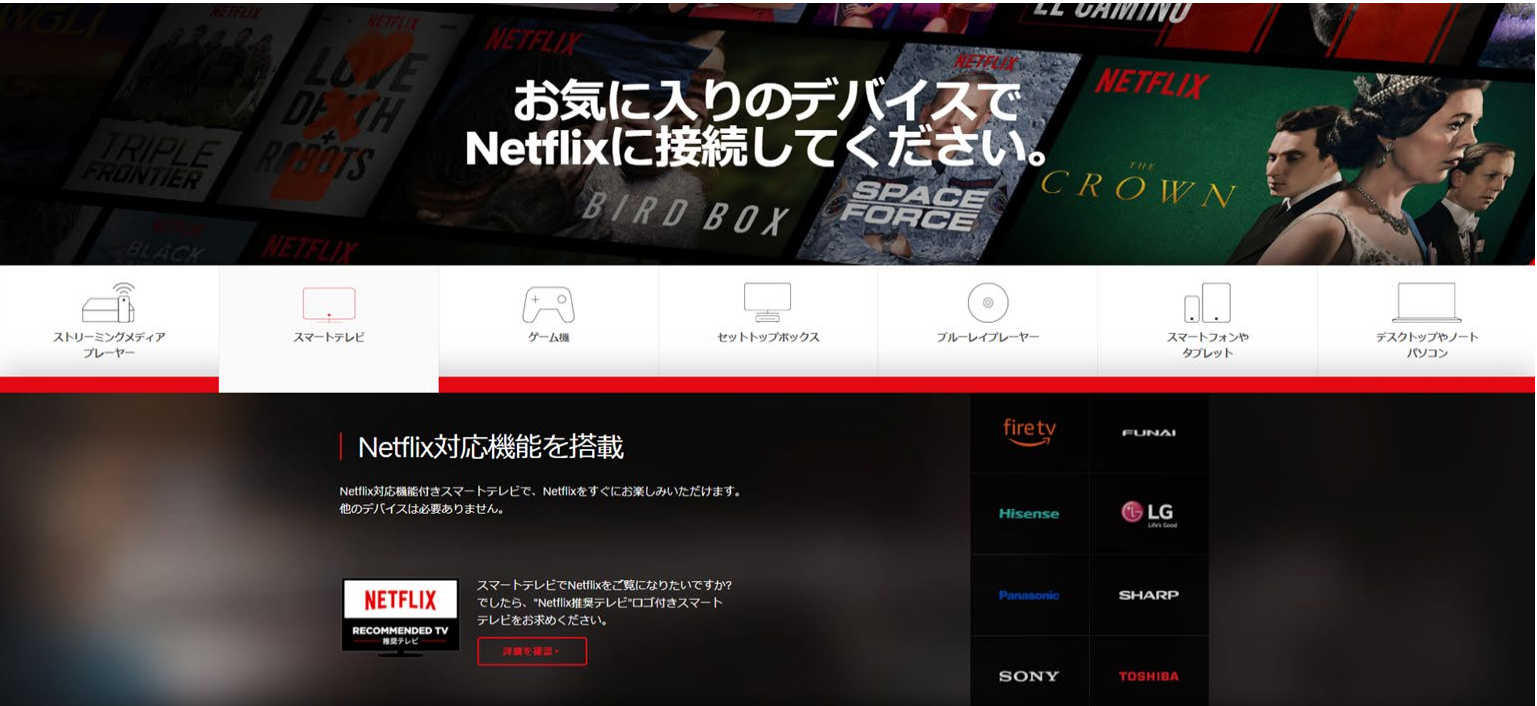 NETFLIX
NETFLIX
EL CAMINO
TRIPLE
FRONTIER
LOVE
DEATH
+
ROBOTS
NETFLIX
BIRD BOX
NETFLIX
SPACE
FORCE
NETFLIX
THE
CROWN
BLACK
NETFLIX
お気に入りのデバイスで
Netflixに接続してください。
ストリーミングメディア
プレーヤー
スマートテレビ
ゲーム機
セットトップボックス
ブルーレイプレーヤー
スマートフォンや
タブレット
デスクトップやノート
パソコン
Netflix対応機能を搭載
Netflix対応機能付きスマートテレビで、Netflixをすぐにお楽しみいただけます。
他のデバイスは必要ありません。
NETFLIX
RECOMMENDED TV
推奨テレビ
スマートテレビでNetflixをご覧になりたいですか?
でしたら、"Netflix推奨テレビ"ロゴ付きスマート
テレビをお求めください。
詳細を確認
fire tv
FUNAI
Hisense
LG
Life's Good
Panasonic
SHARP
SONY
TOSHIBA